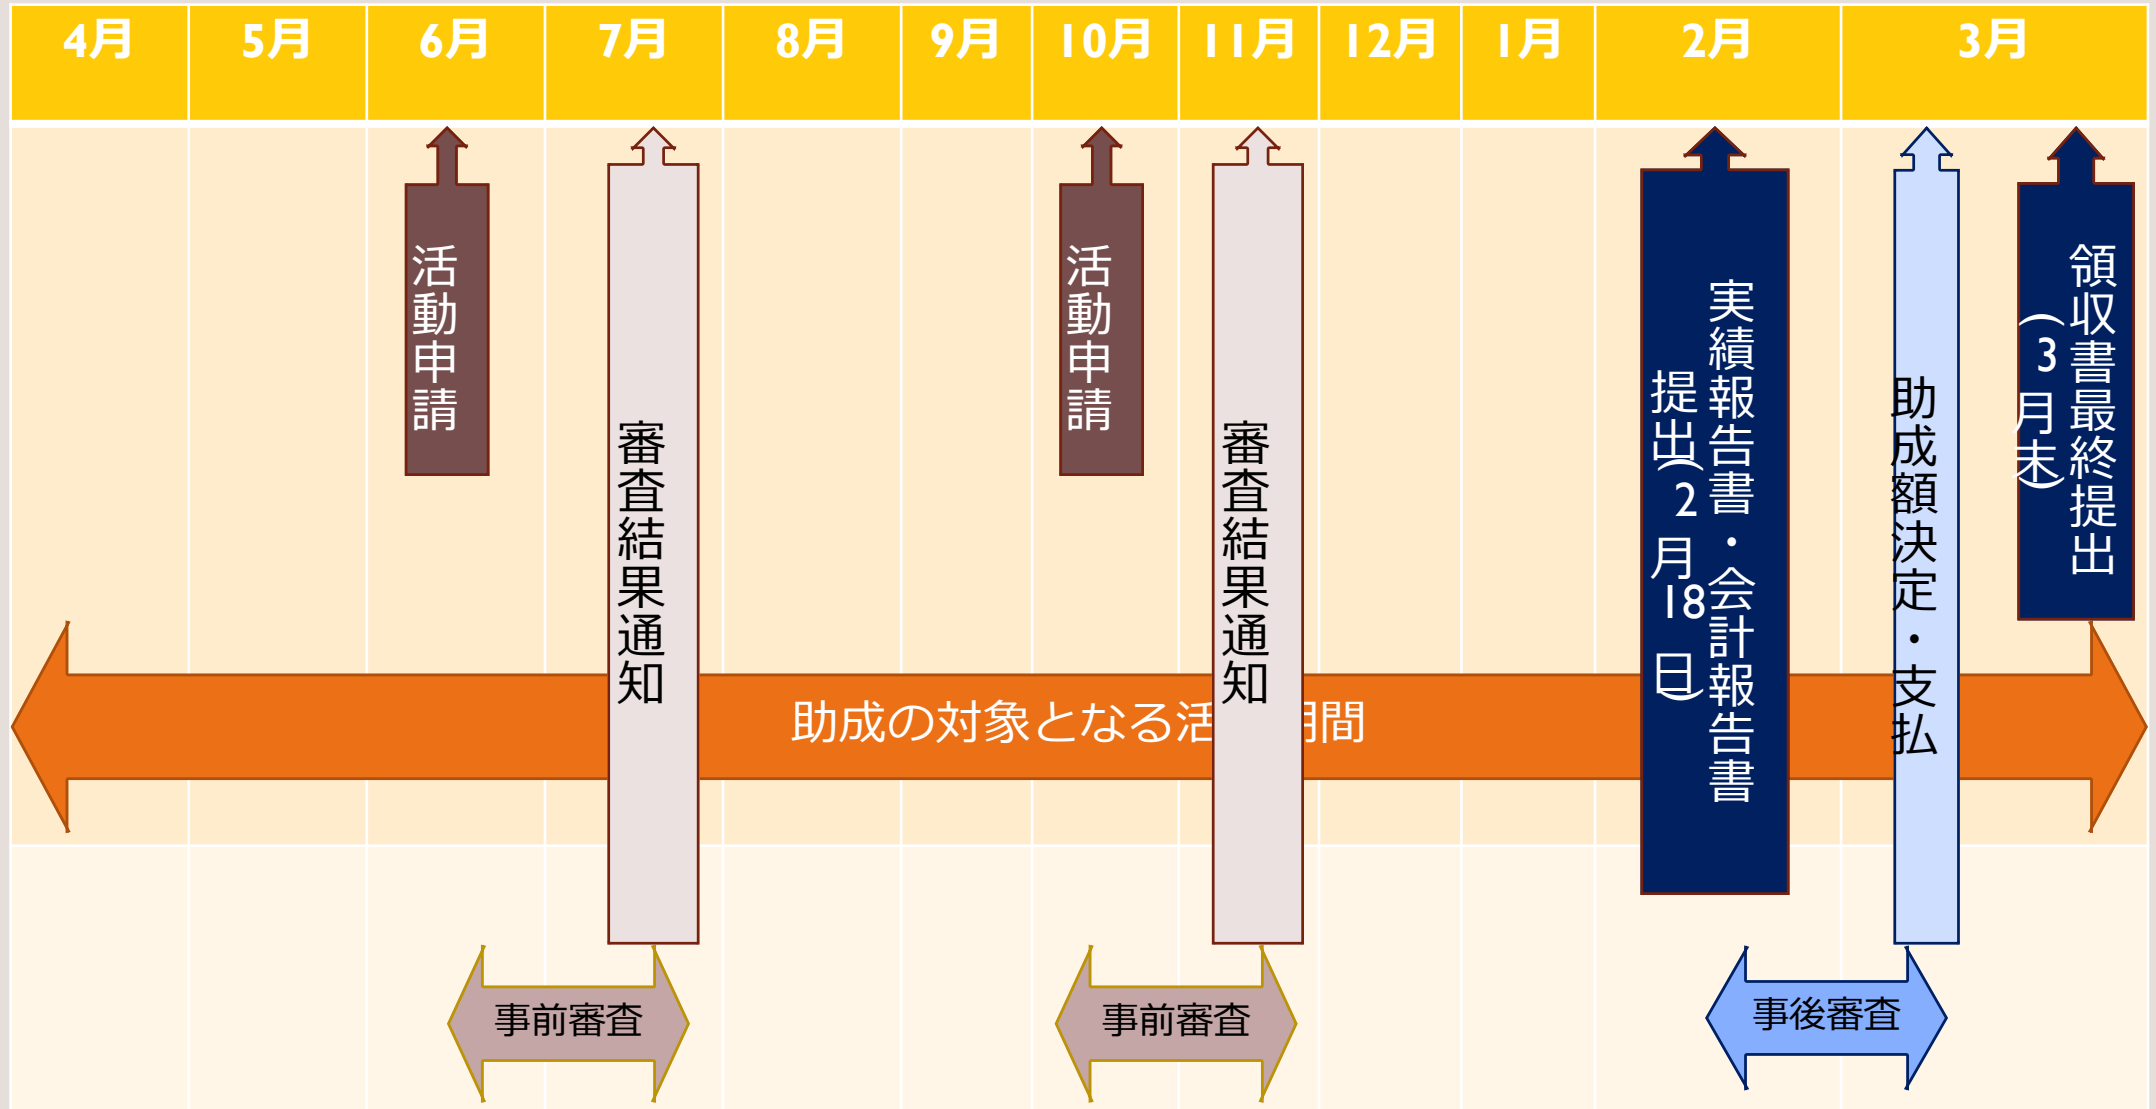 4月
5月
6月
7月
8月
9月
10月
11月
12月
1月
2月
3月
活動申請
審査結果通知
活動申請
審査結果通知
実績報告書・会計報告書
提出(2月18日)
助成額決定・支払
領収書最終提出
(3月末)
助成の対象となる活
期間
事前審査
事前審査
事後審査